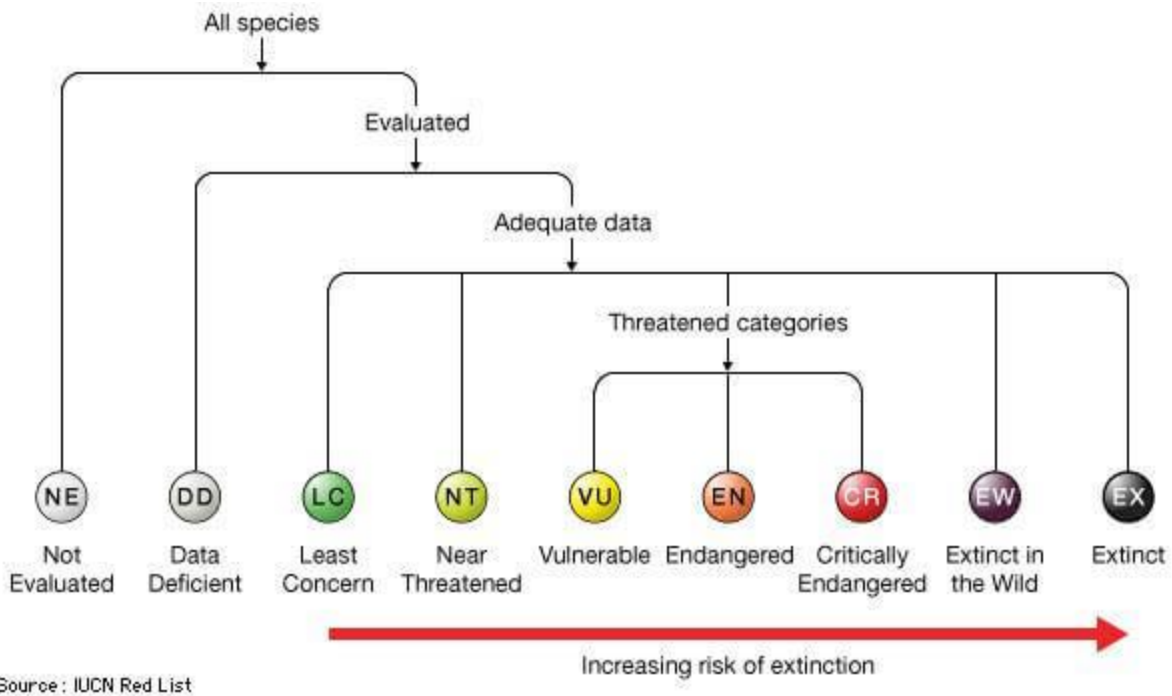 All species
Evaluated
Adequate data
Threatened categories
NE
DD
LC
NT
VU
EN
CR
EW
EX
Not
Evaluated
Data
Deficient
Least
Concern
Near
Threatened
Vulnerable
Endangered
Critically
Endangered
Extinct in
the Wild
Extinct
Increasing risk of extinction
Source : IUCN Red List